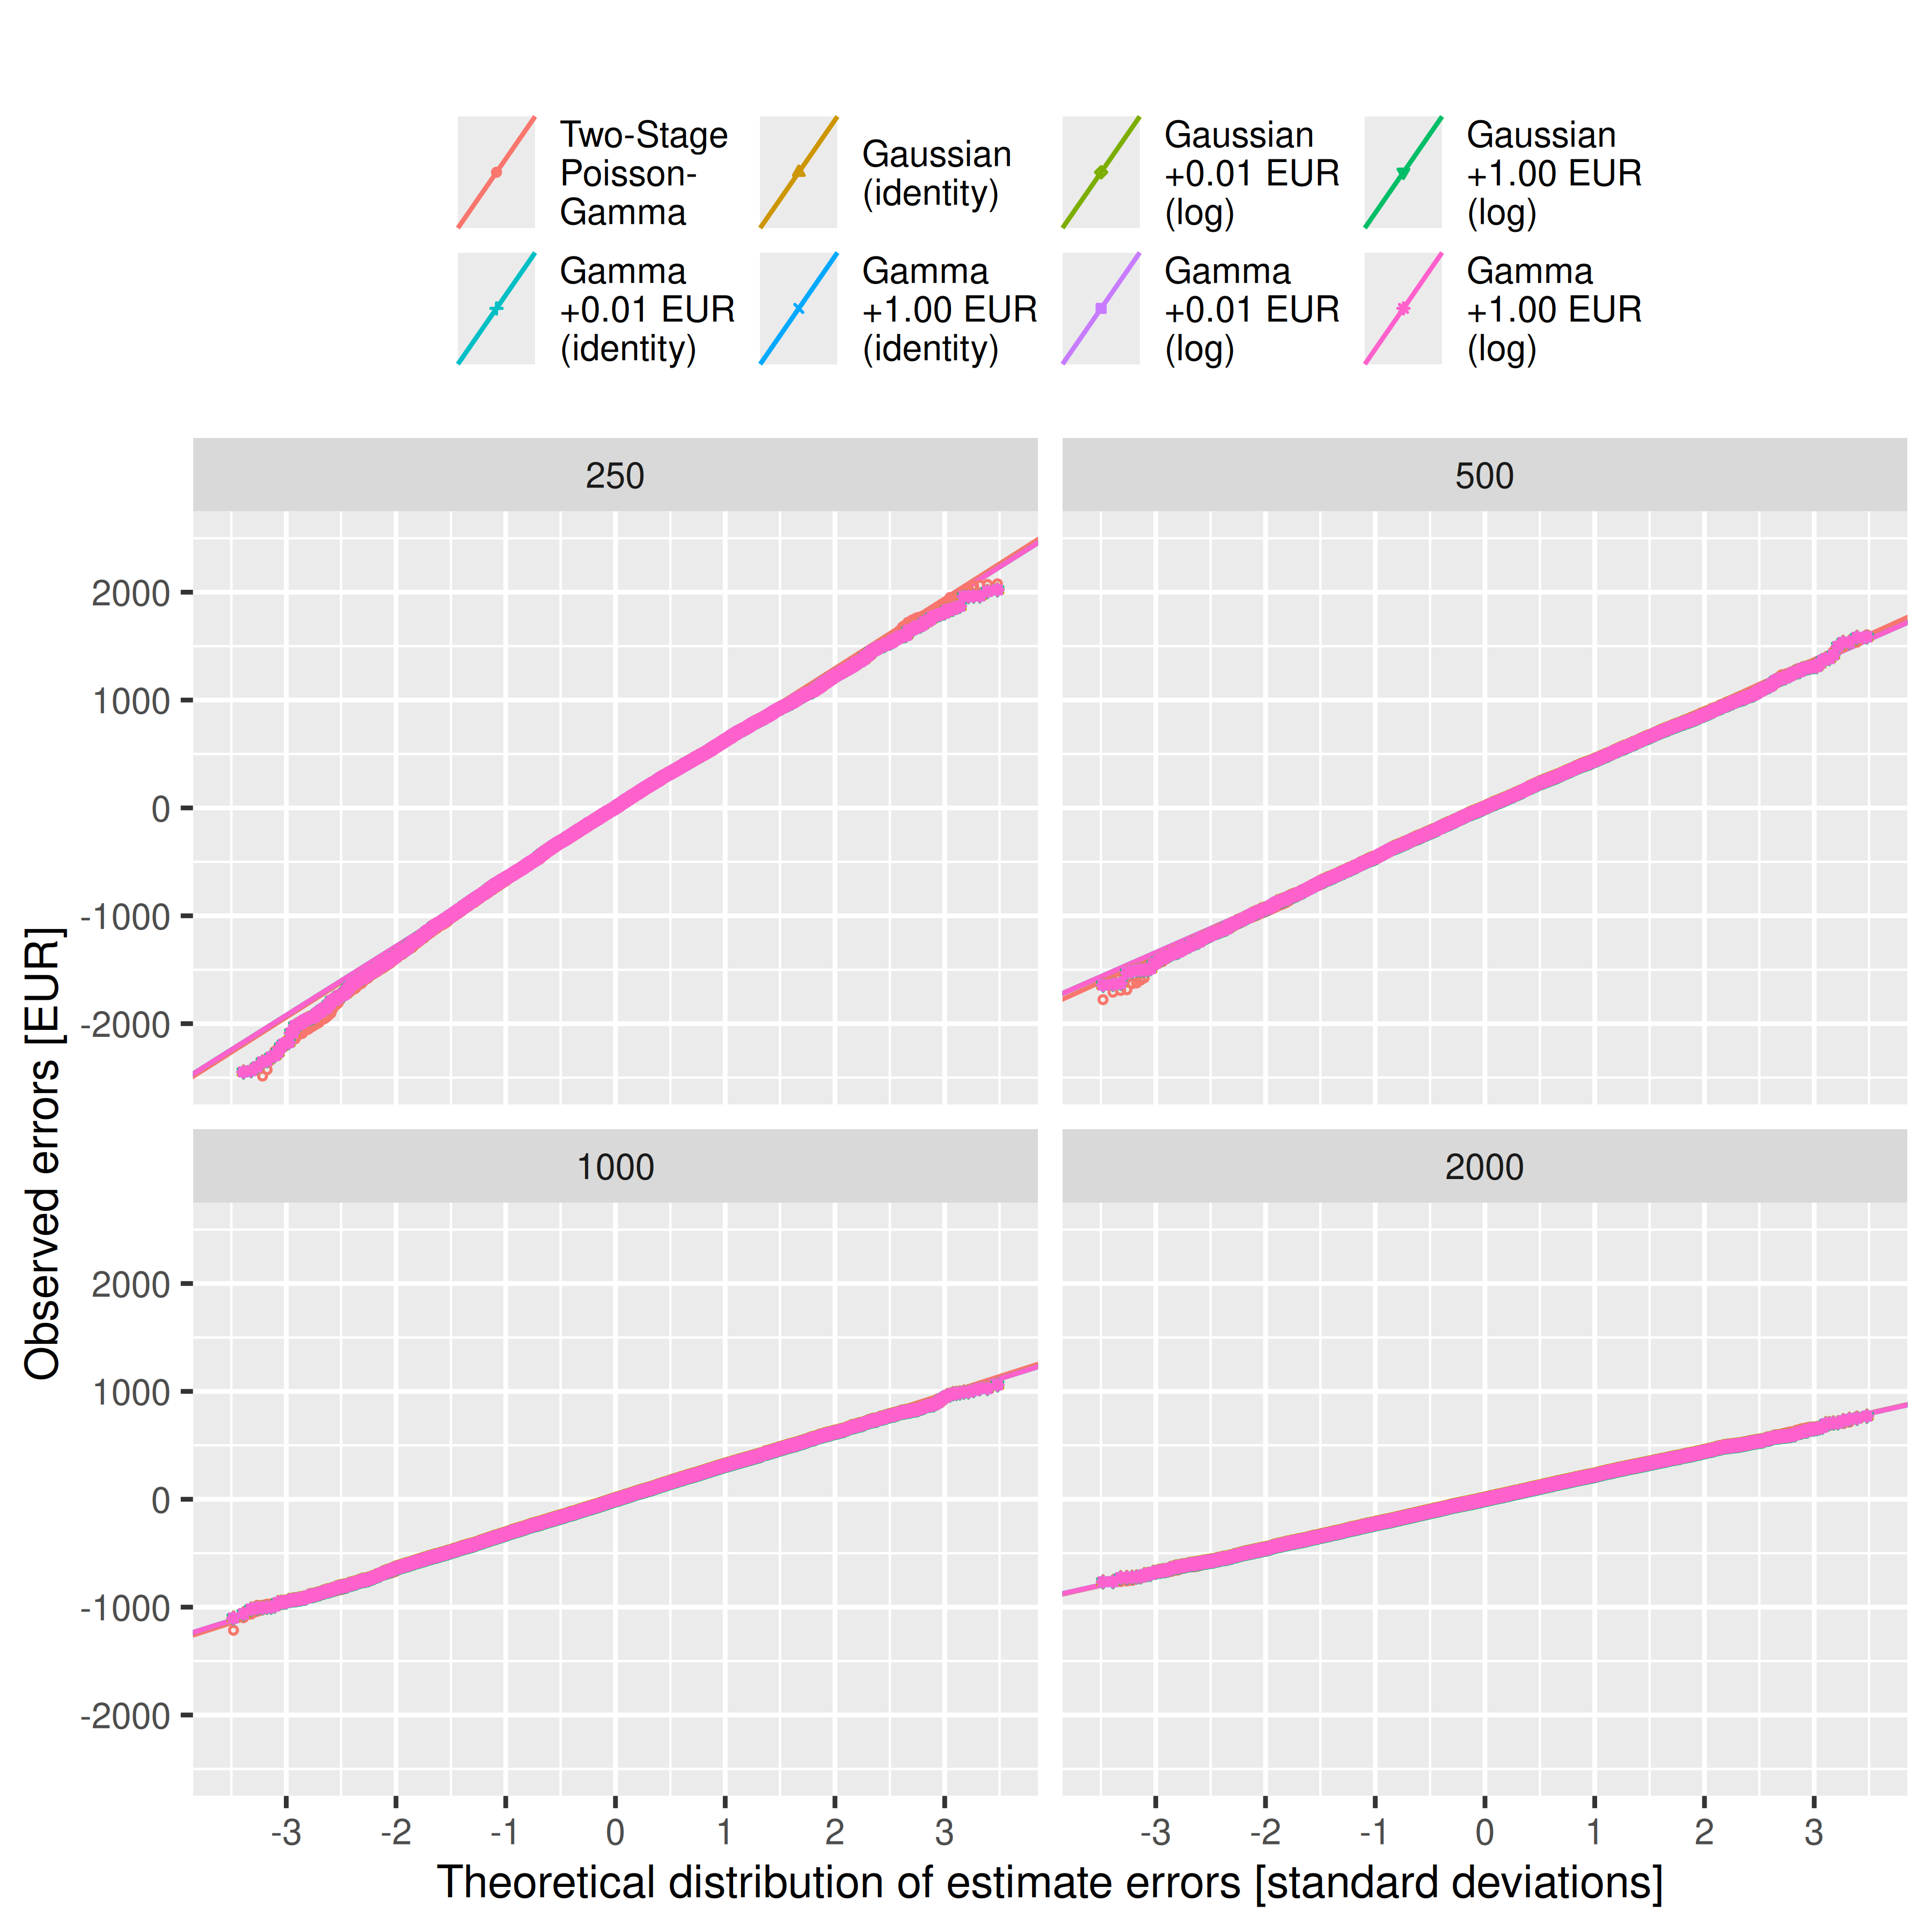 Two-Stage
Poisson-
Gamma
Gaussian
(identity)
Gaussian
+0.01 EUR
(log)
Gaussian
+1.00 EUR
(log)
Gamma
+0.01 EUR
(identity)
Gamma
+1.00 EUR
(identity)
Gamma
+0.01 EUR
(log)
Gamma
+1.00 EUR
(log)
250
500
2000
1000
0
-1000
-2000
1000
2000
2000
1000
0
-1000
-2000
-3 -2 -1 0 1 2 3
-3 -2 -1 0 1 2 3
Observed errors [EUR]
Theoretical distribution of estimate errors [standard deviations]